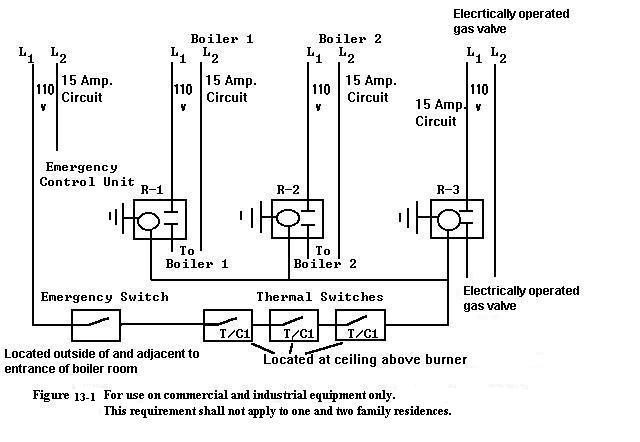 Elecrtically operated
gas valve
Boiler 1
Boiler 2
L1 L2
L1 L2
L1 L2
L1 L2
15 Amp.
Circuit
110
v
15 Amp.
Circuit
110
v
15 Amp.
Circuit
110
v
15 Amp.
Circuit
110
v
Emergency
Control Unit
R-1
R-2
R-3
To
Boiler 1
To
Boiler 2
Electrically operated
gas valve
Emergency Switch
Thermal Switches
T/C1
T/C1
T/C1
Located outside of and adjacent to
entrance of boiler room
Located at ceiling above burner
Figure 13-1 For use on commercial and industrial equipment only.
This requirement shall not apply to one and two family residences.